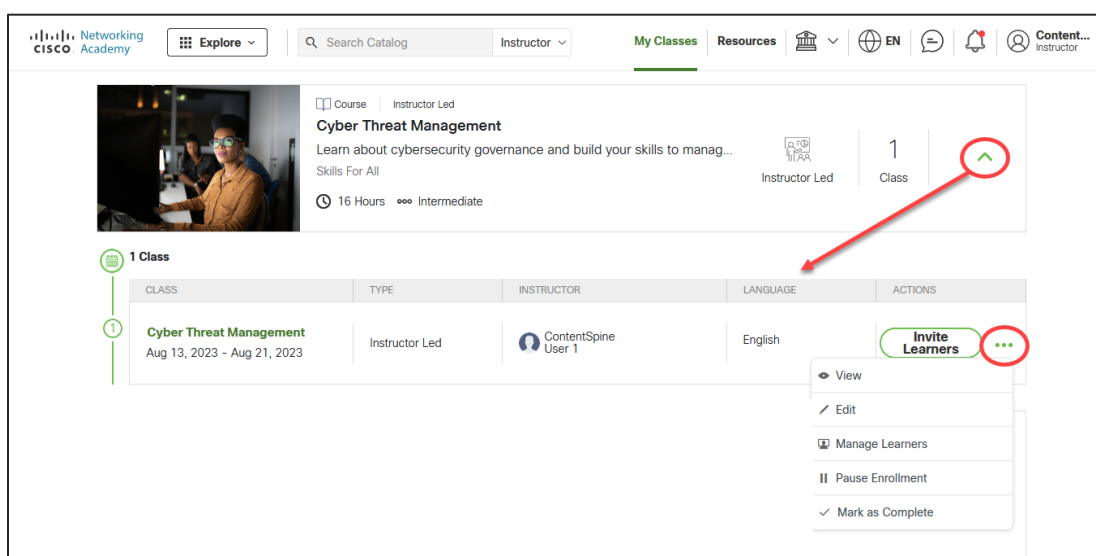 Networking
CISCO Academy
Explore
Search Catalog
Instructor
My Classes
Resources
EN
Content...
Instructor
Course
Instructor Led
Cyber Threat Management
Learn about cybersecurity governance and build your skills to manag...
Skills For All
16 Hours
Intermediate
Instructor Led
1
Class
1 Class
CLASS
TYPE
INSTRUCTOR
LANGUAGE
ACTIONS
1
Cyber Threat Management
Aug 13, 2023 - Aug 21, 2023
Instructor Led
ContentSpine
User 1
English
Invite
Learners
View
Edit
Manage Learners
Pause Enrollment
Mark as Complete